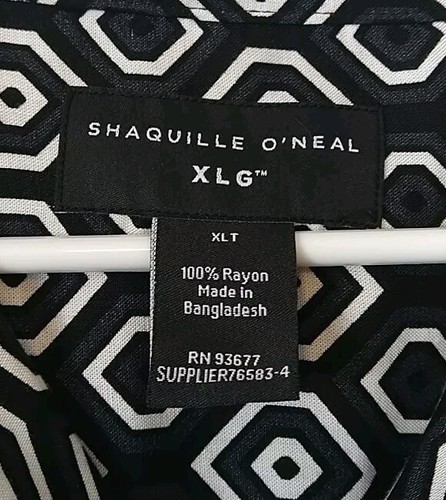 SHAQUILLE O'NEAL
XLG™
XLT
100% Rayon
Made in
Bangladesh
RN 93677
SUPPLIER76583-4